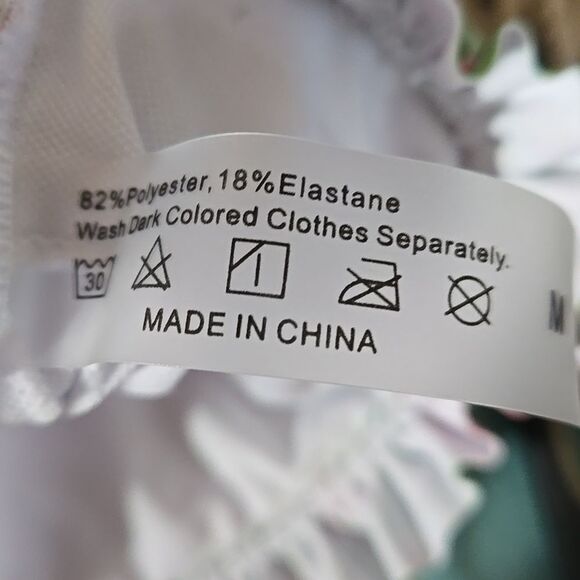 82%Polyester, 18%Elastane
Wash Dark Colored Clothes Separately.
30
MADE IN CHINA
M